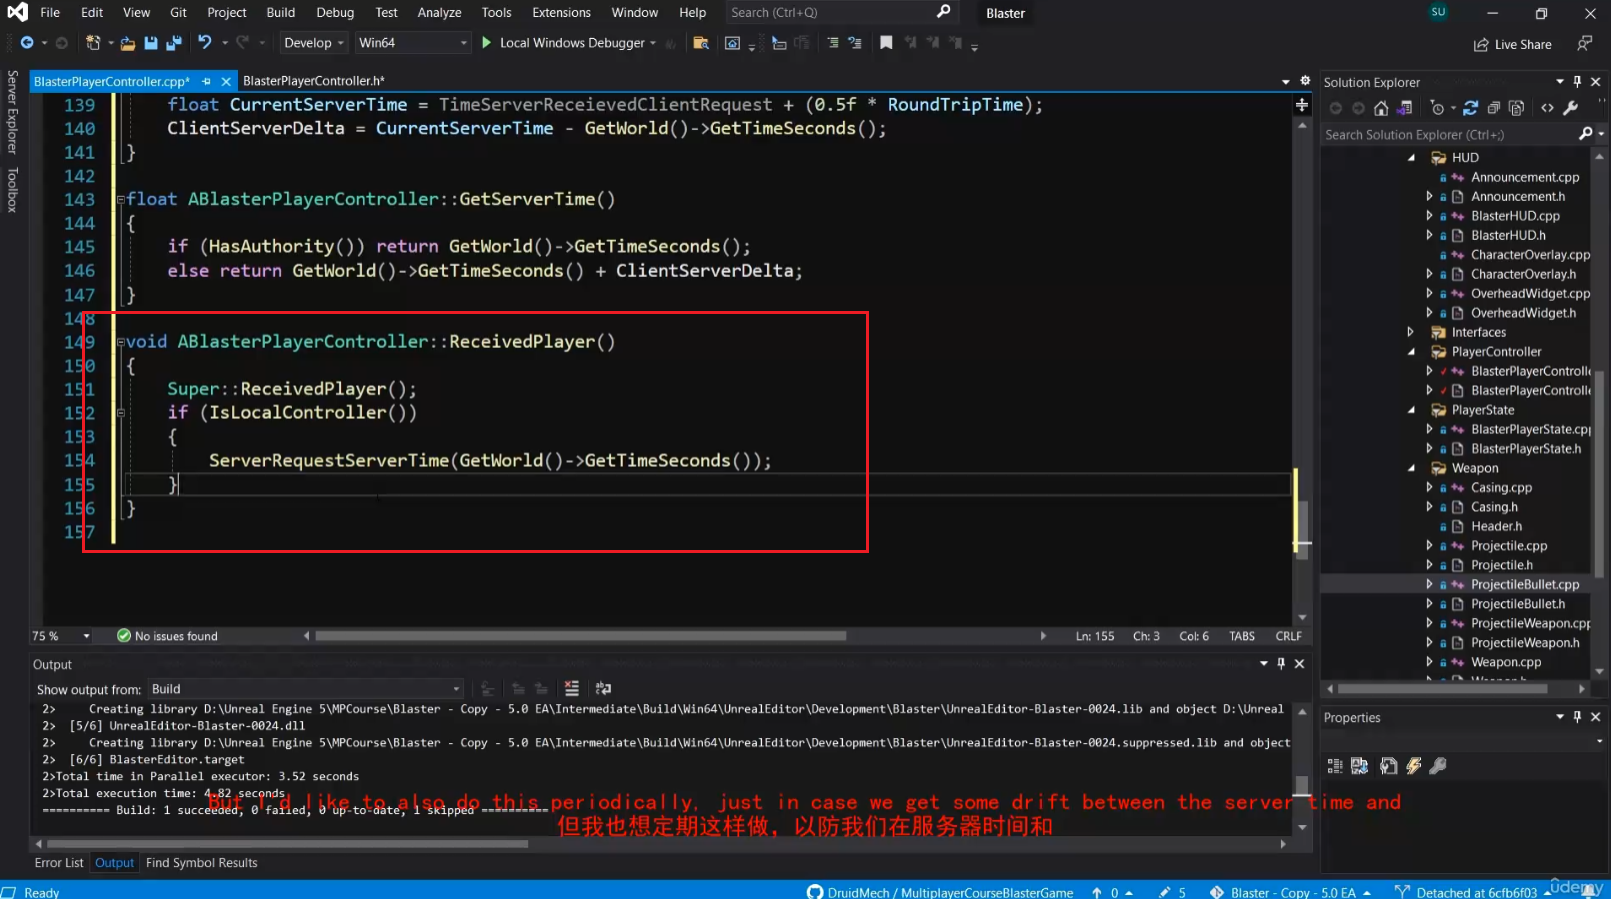 File Edit View Git Project Build Debug Test Analyze Tools Extensions Window Help Search (Ctrl+Q) Blaster SU
Develop Win64 Local Windows Debugger Live Share
Server Explorer
Toolbox
BlasterPlayerController.cpp* BlasterPlayerController.h*
139 float CurrentServerTime = TimeServerReceievedClientRequest + (0.5f * RoundTripTime);
140 ClientServerDelta = CurrentServerTime - GetWorld()->GetTimeSeconds();
141 }
142
143 float ABlasterPlayerController::GetServerTime()
144 {
145 if (HasAuthority()) return GetWorld()->GetTimeSeconds();
146 else return GetWorld()->GetTimeSeconds() + ClientServerDelta;
147 }
148
149 void ABlasterPlayerController::ReceivedPlayer()
150 {
151 Super::ReceivedPlayer();
152 if (IsLocalController())
153 {
154 ServerRequestServerTime(GetWorld()->GetTimeSeconds());
155 }
156 }
157
75 % No issues found Ln: 155 Ch: 3 Col: 6 TABS CRLF
Output
Show output from: Build
2> Creating library D:\Unreal Engine 5\MPCourse\Blaster - Copy - 5.0 EA\Intermediate\Build\Win64\UnrealEditor\Development\Blaster\UnrealEditor-Blaster-0024.lib and object D:\Unreal
2> [5/6] UnrealEditor-Blaster-0024.dll
2> Creating library D:\Unreal Engine 5\MPCourse\Blaster - Copy - 5.0 EA\Intermediate\Build\Win64\UnrealEditor\Development\Blaster\UnrealEditor-Blaster-0024.suppressed.lib and object
2> [6/6] BlasterEditor.target
2>Total time in Parallel executor: 3.52 seconds
2>Total execution time: 4.82 seconds
========== Build: 1 succeeded, 0 failed, 0 up-to-date, 1 skipped ==========
But I'd like to also do this periodically, just in case we get some drift between the server time and
但我也想定期这样做，以防我们在服务器时间和
Error List Output Find Symbol Results
Solution Explorer
Search Solution Explorer (Ctrl+;)
HUD
Announcement.cpp
Announcement.h
BlasterHUD.cpp
BlasterHUD.h
CharacterOverlay.cpp
CharacterOverlay.h
OverheadWidget.cpp
OverheadWidget.h
Interfaces
PlayerController
BlasterPlayerControlle
BlasterPlayerControlle
PlayerState
BlasterPlayerState.cpp
BlasterPlayerState.h
Weapon
Casing.cpp
Casing.h
Header.h
Projectile.cpp
Projectile.h
ProjectileBullet.cpp
ProjectileBullet.h
ProjectileWeapon.cpp
ProjectileWeapon.h
Weapon.cpp
Properties
Ready DruidMech / MultiplayerCourseBlasterGame 0 5 Blaster - Copy - 5.0 EA Detached at 6cfb6f03
ûdemy